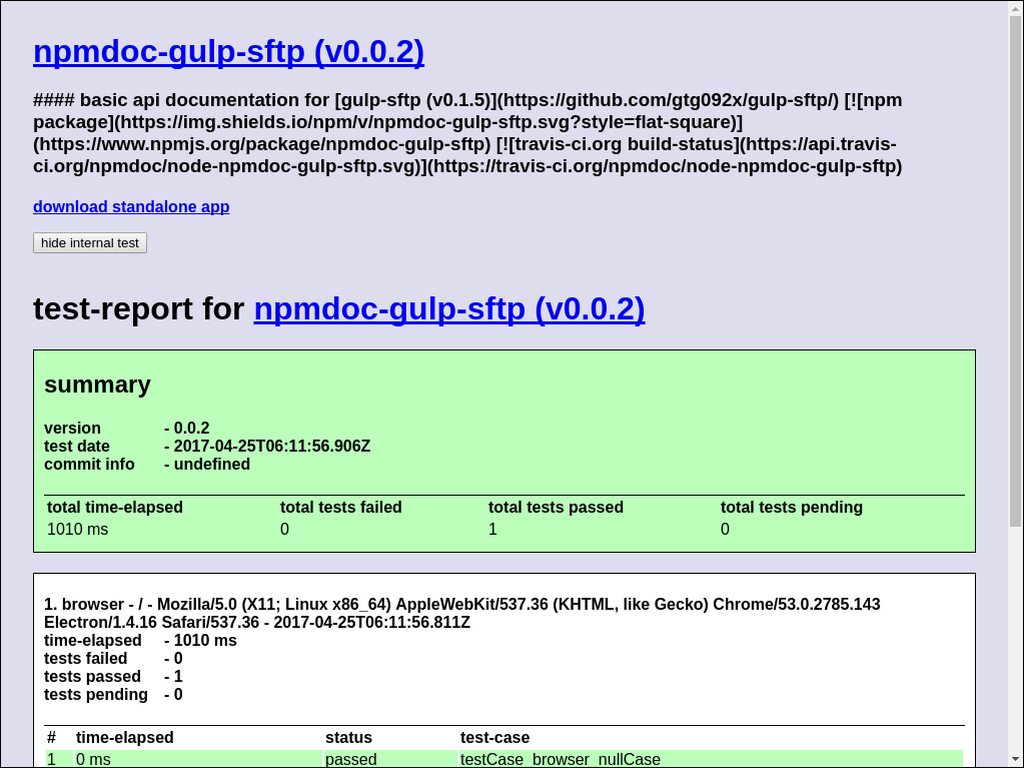 npmdoc-gulp-sftp (v0.0.2)
#### basic api documentation for [gulp-sftp (v0.1.5)](https://github.com/gtg092x/gulp-sftp/) [![npm
package](https://img.shields.io/npm/v/npmdoc-gulp-sftp.svg?style=flat-square)]
(https://www.npmjs.org/package/npmdoc-gulp-sftp) [![travis-ci.org build-status](https://api.travis-
ci.org/npmdoc/node-npmdoc-gulp-sftp.svg)](https://travis-ci.org/npmdoc/node-npmdoc-gulp-sftp)
download standalone app
hide internal test
test-report for npmdoc-gulp-sftp (v0.0.2)
summary
version - 0.0.2
test date - 2017-04-25T06:11:56.906Z
commit info - undefined
total time-elapsed total tests failed total tests passed total tests pending
1010 ms 0 1 0
1. browser - / - Mozilla/5.0 (X11; Linux x86_64) AppleWebKit/537.36 (KHTML, like Gecko) Chrome/53.0.2785.143
Electron/1.4.16 Safari/537.36 - 2017-04-25T06:11:56.811Z
time-elapsed - 1010 ms
tests failed - 0
tests passed - 1
tests pending - 0
# time-elapsed status test-case
1 0 ms passed testCase_browser_nullCase